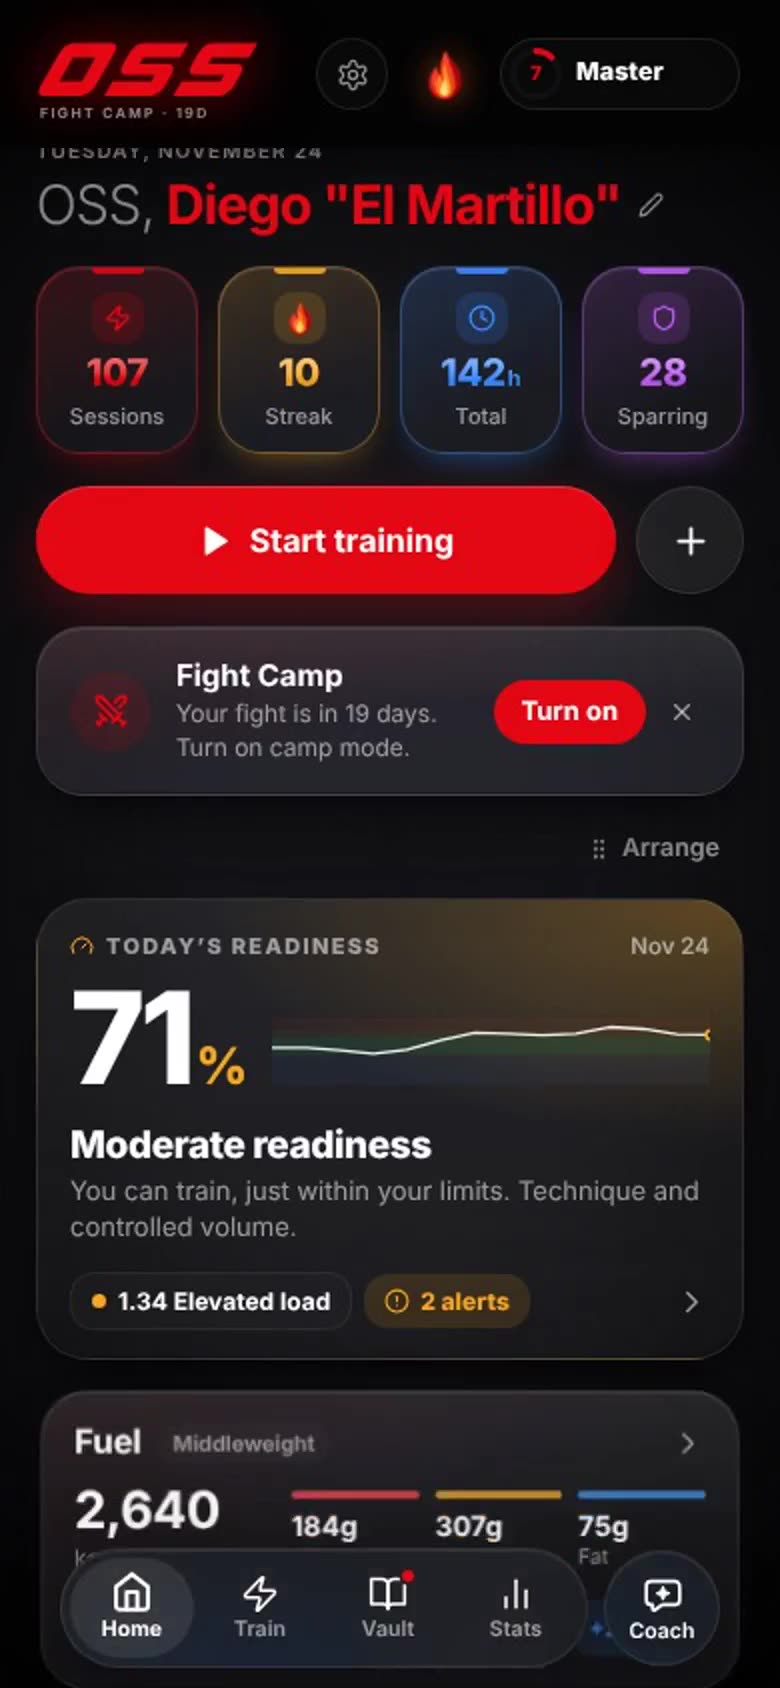 OSS
FIGHT CAMP · 19D
7 Master
TUESDAY, NOVEMBER 24
OSS, Diego "El Martillo"
107 10 142h 28
Sessions Streak Total Sparring
Start training
Fight Camp
Your fight is in 19 days.
Turn on camp mode.
Turn on
Arrange
TODAY’S READINESS Nov 24
71%
Moderate readiness
You can train, just within your limits. Technique and
controlled volume.
1.34 Elevated load 2 alerts
Fuel Middleweight
2,640 184g 307g 75g
Fat
Home Train Vault Stats Coach